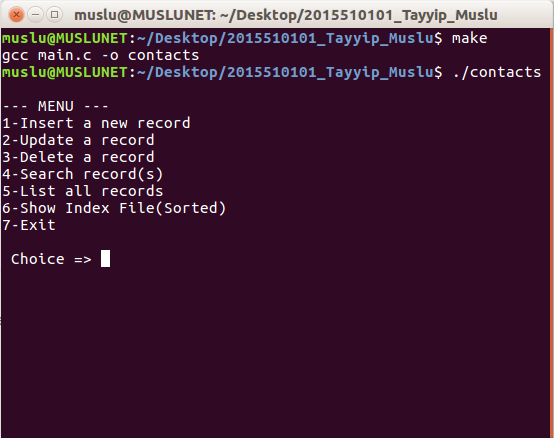 muslu@MUSLUNET: ~/Desktop/2015510101_Tayyip_Muslu
muslu@MUSLUNET:~/Desktop/2015510101_Tayyip_Muslu$ make
gcc main.c -o contacts
muslu@MUSLUNET:~/Desktop/2015510101_Tayyip_Muslu$ ./contacts
--- MENU ---
1-Insert a new record
2-Update a record
3-Delete a record
4-Search record(s)
5-List all records
6-Show Index File(Sorted)
7-Exit
Choice =>